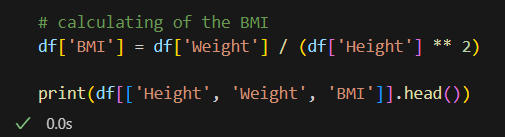 # calculating of the BMI
df['BMI'] = df['Weight'] / (df['Height'] ** 2)
print(df[['Height', 'Weight', 'BMI']].head())
0.0s